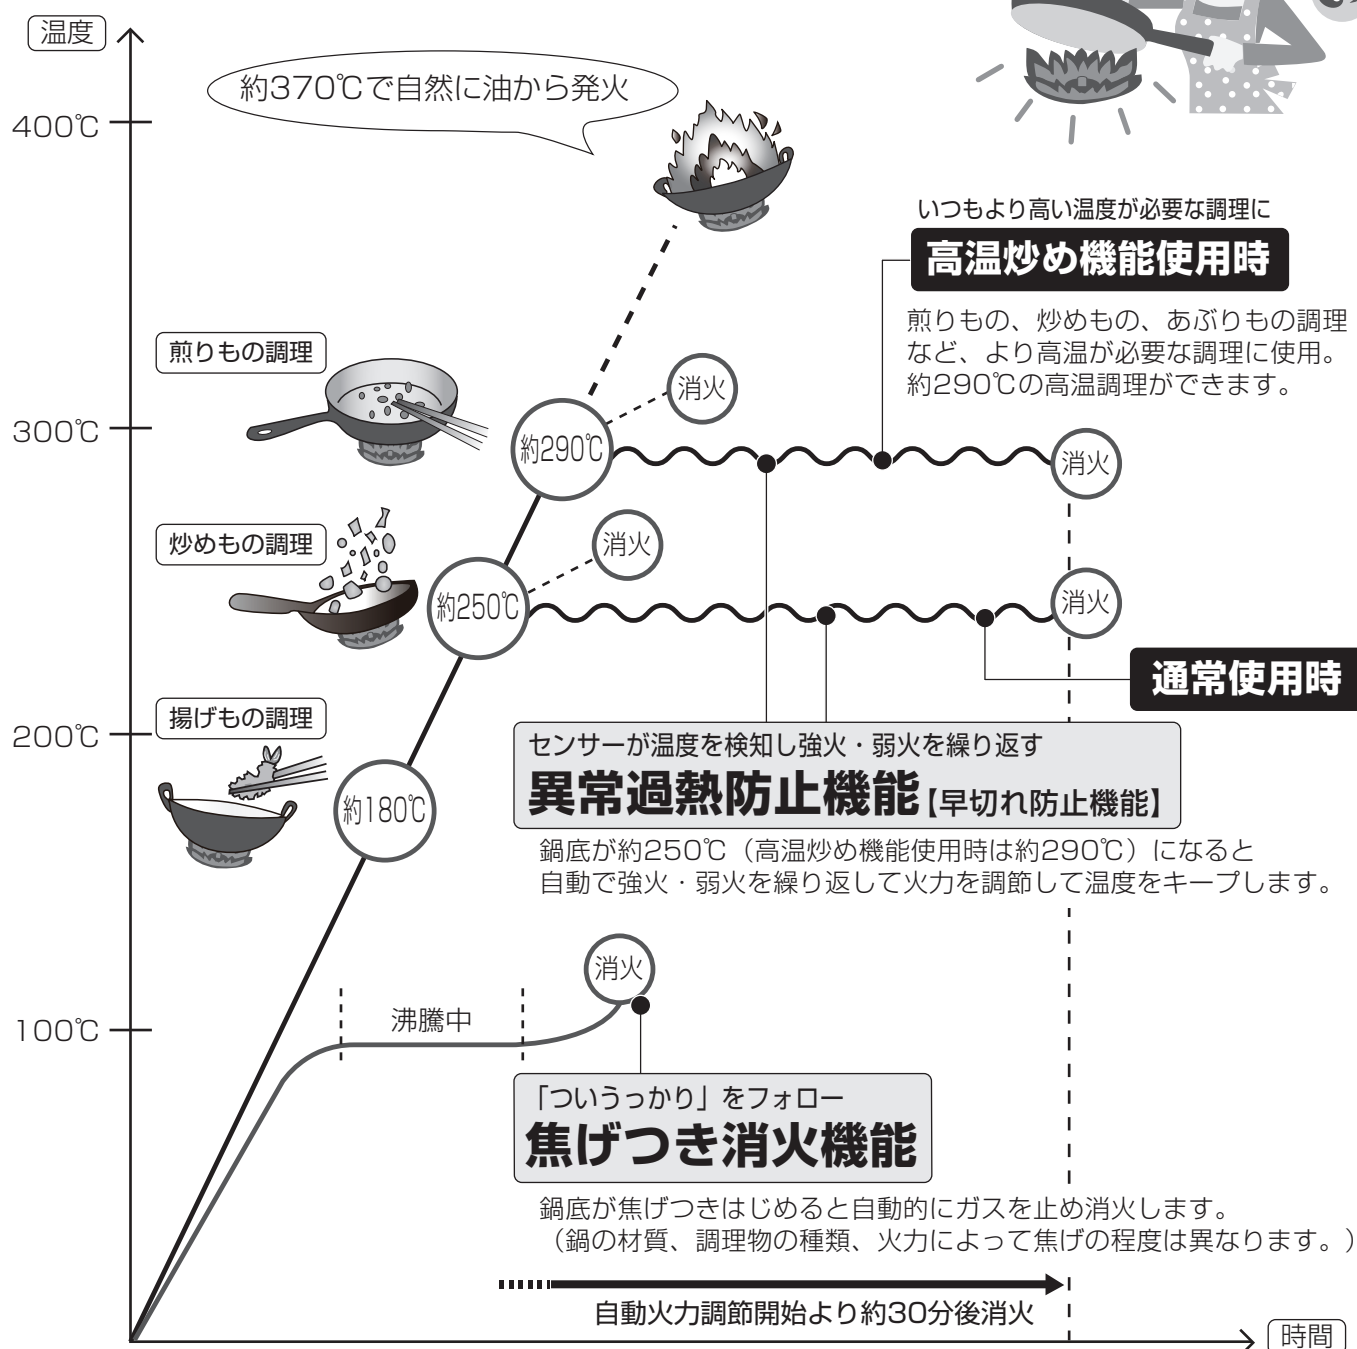 温度
約370℃で自然に油から発火
400℃
いつもより高い温度が必要な調理に
高温炒め機能使用時
煎りもの、炒めもの、あぶりもの調理
など、より高温が必要な調理に使用。
約290℃の高温調理ができます。
煎りもの調理
消火
300℃
約290℃
消火
炒めもの調理
消火
約250℃
消火
通常使用時
揚げもの調理
200℃
約180℃
センサーが温度を検知し強火・弱火を繰り返す
異常過熱防止機能【早切れ防止機能】
鍋底が約250℃（高温炒め機能使用時は約290℃）になると
自動で強火・弱火を繰り返して火力を調節して温度をキープします。
消火
沸騰中
100℃
「ついうっかり」をフォロー
焦げつき消火機能
鍋底が焦げつきはじめると自動的にガスを止め消火します。
（鍋の材質、調理物の種類、火力によって焦げの程度は異なります。）
自動火力調節開始より約30分後消火
時間